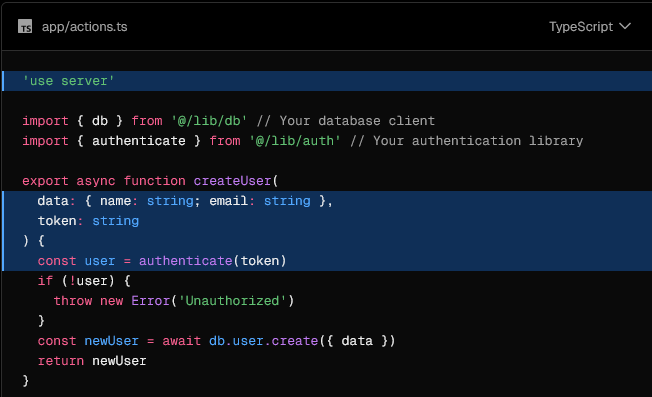 TS app/actions.ts TypeScript
'use server'
import { db } from '@/lib/db' // Your database client
import { authenticate } from '@/lib/auth' // Your authentication library
export async function createUser(
  data: { name: string; email: string },
  token: string
) {
  const user = authenticate(token)
  if (!user) {
    throw new Error('Unauthorized')
  }
  const newUser = await db.user.create({ data })
  return newUser
}